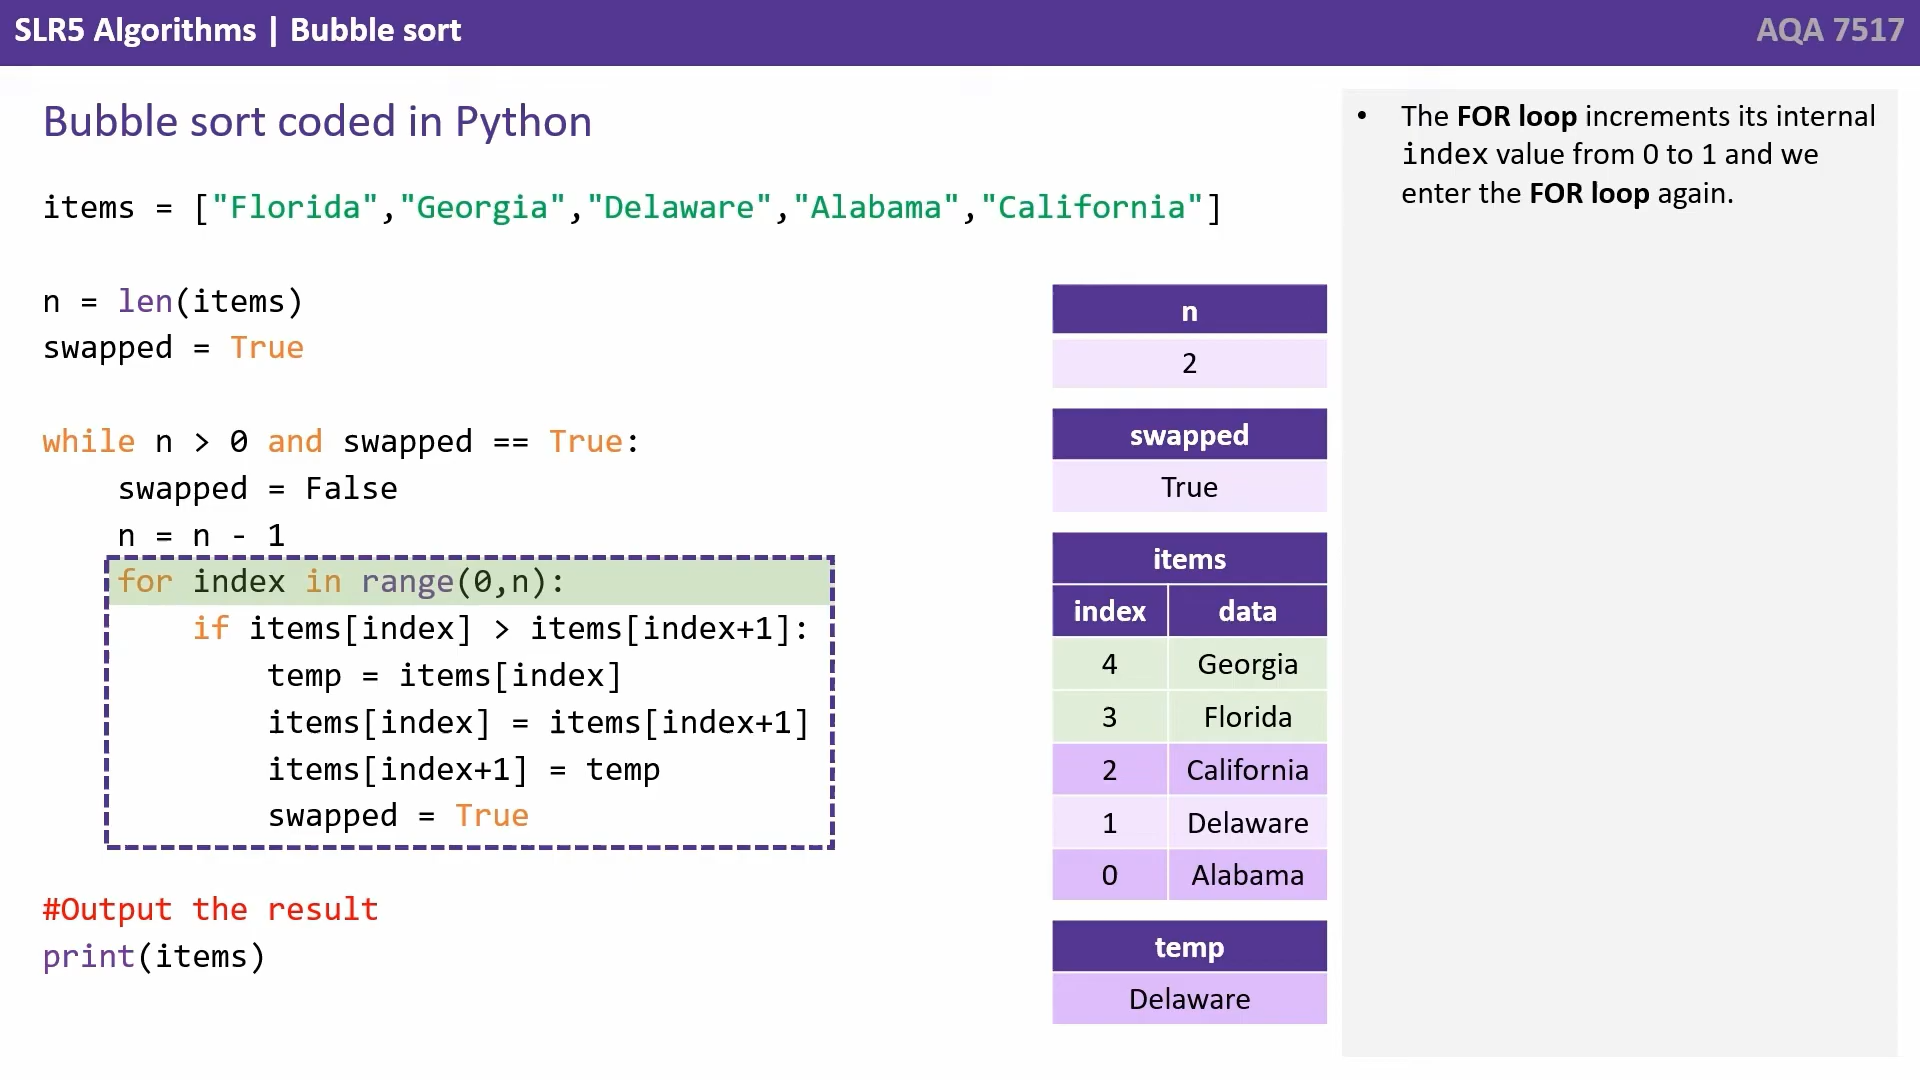 SLR5 Algorithms | Bubble sort
AQA 7517
Bubble sort coded in Python
items = ["Florida","Georgia","Delaware","Alabama","California"]
n = len(items)
swapped = True
while n > 0 and swapped == True:
    swapped = False
    n = n - 1
    for index in range(0,n):
        if items[index] > items[index+1]:
            temp = items[index]
            items[index] = items[index+1]
            items[index+1] = temp
            swapped = True
#Output the result
print(items)
n
2
swapped
True
items
index data
4 Georgia
3 Florida
2 California
1 Delaware
0 Alabama
temp
Delaware
• The FOR loop increments its internal
index value from 0 to 1 and we
enter the FOR loop again.